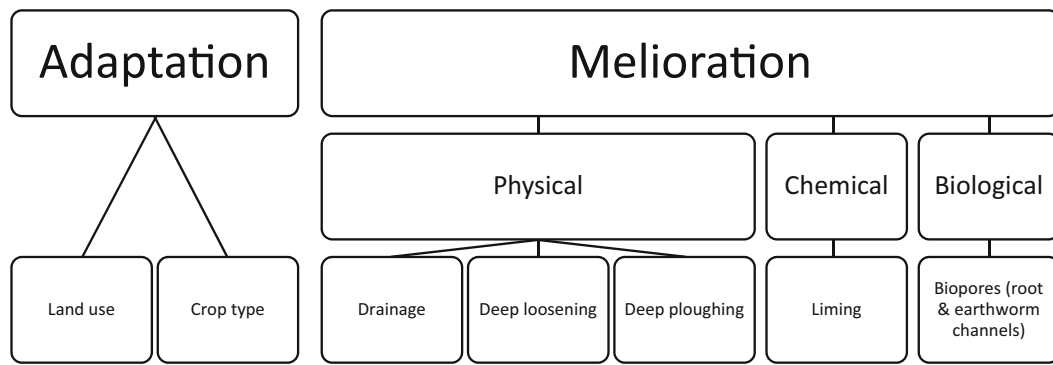 Adaptation
Melioration
Physical
Chemical
Biological
Land use
Crop type
Drainage
Deep loosening
Deep ploughing
Liming
Biopores (root
& earthworm
channels)